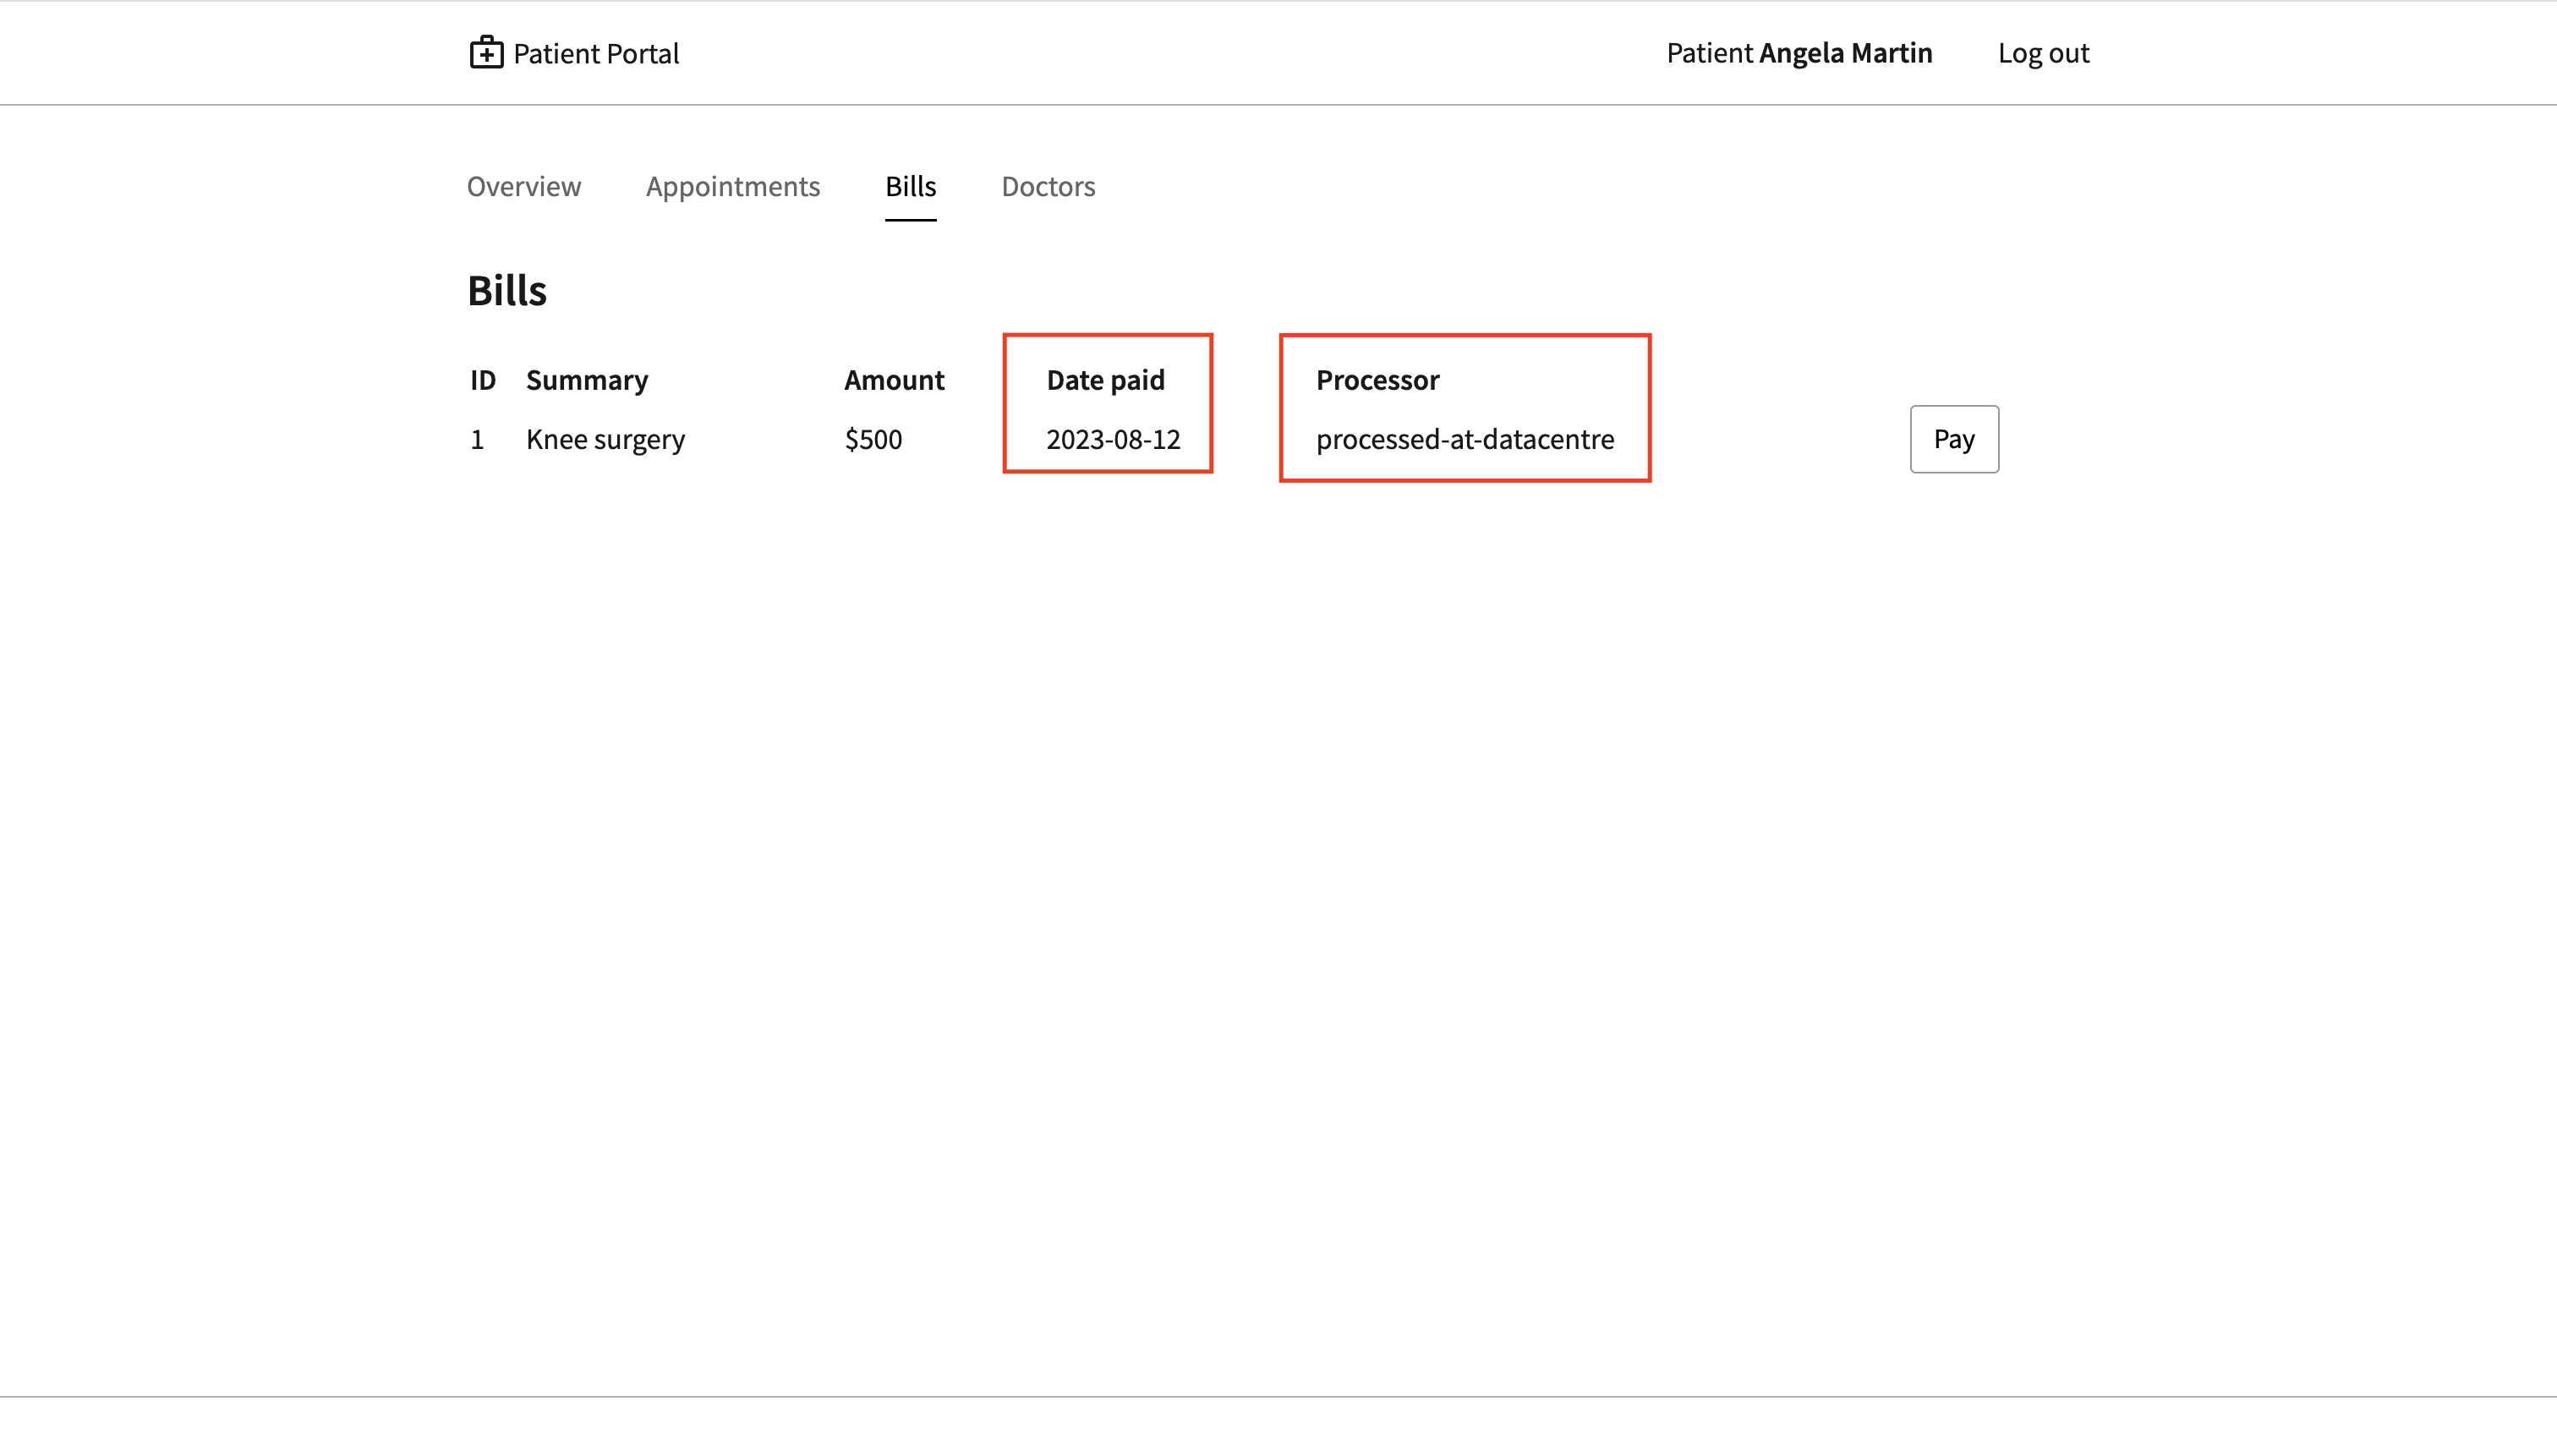 Patient Portal
Patient Angela Martin
Log out
Overview
Appointments
Bills
Doctors
Bills
ID Summary Amount Date paid Processor
1 Knee surgery $500 2023-08-12 processed-at-datacentre Pay